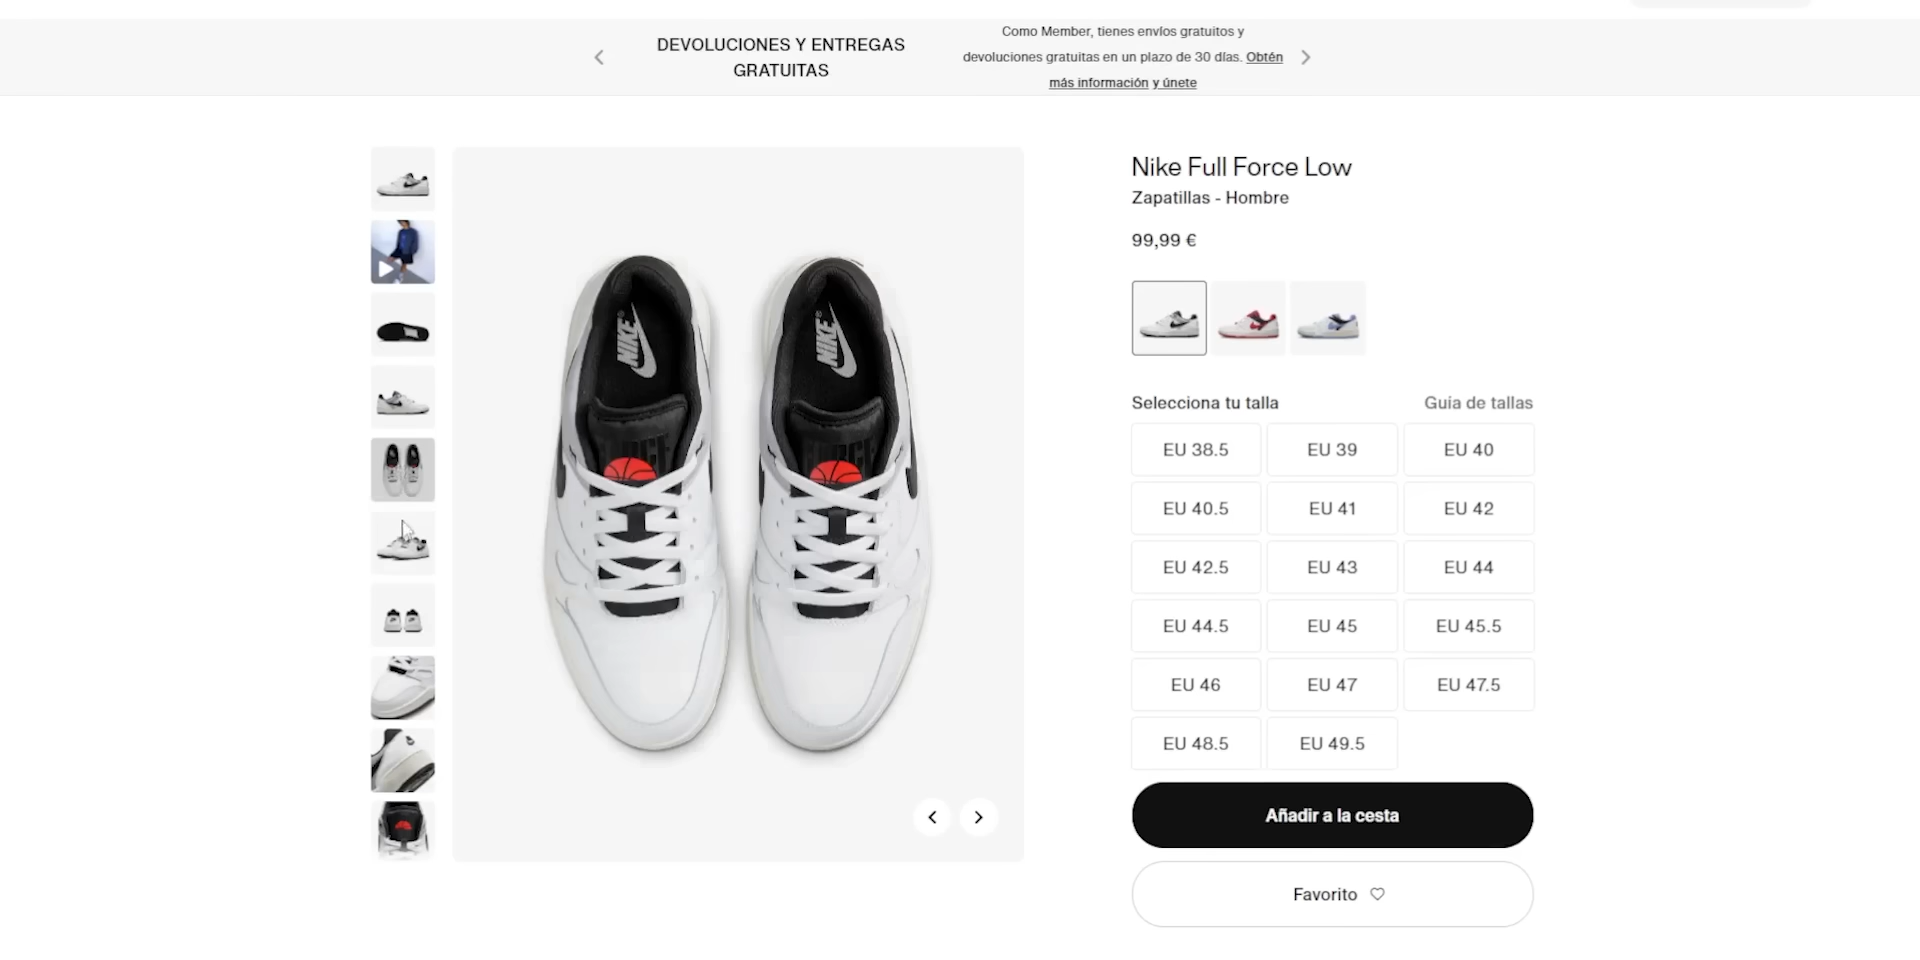 DEVOLUCIONES Y ENTREGAS
GRATUITAS
Como Member, tienes envíos gratuitos y
devoluciones gratuitas en un plazo de 30 días. Obtén
más información y únete
Nike Full Force Low
Zapatillas - Hombre
99,99 €
NIKE
NIKE
Selecciona tu talla
Guía de tallas
EU 38.5
EU 39
EU 40
EU 40.5
EU 41
EU 42
EU 42.5
EU 43
EU 44
EU 44.5
EU 45
EU 45.5
EU 46
EU 47
EU 47.5
EU 48.5
EU 49.5
Añadir a la cesta
Favorito